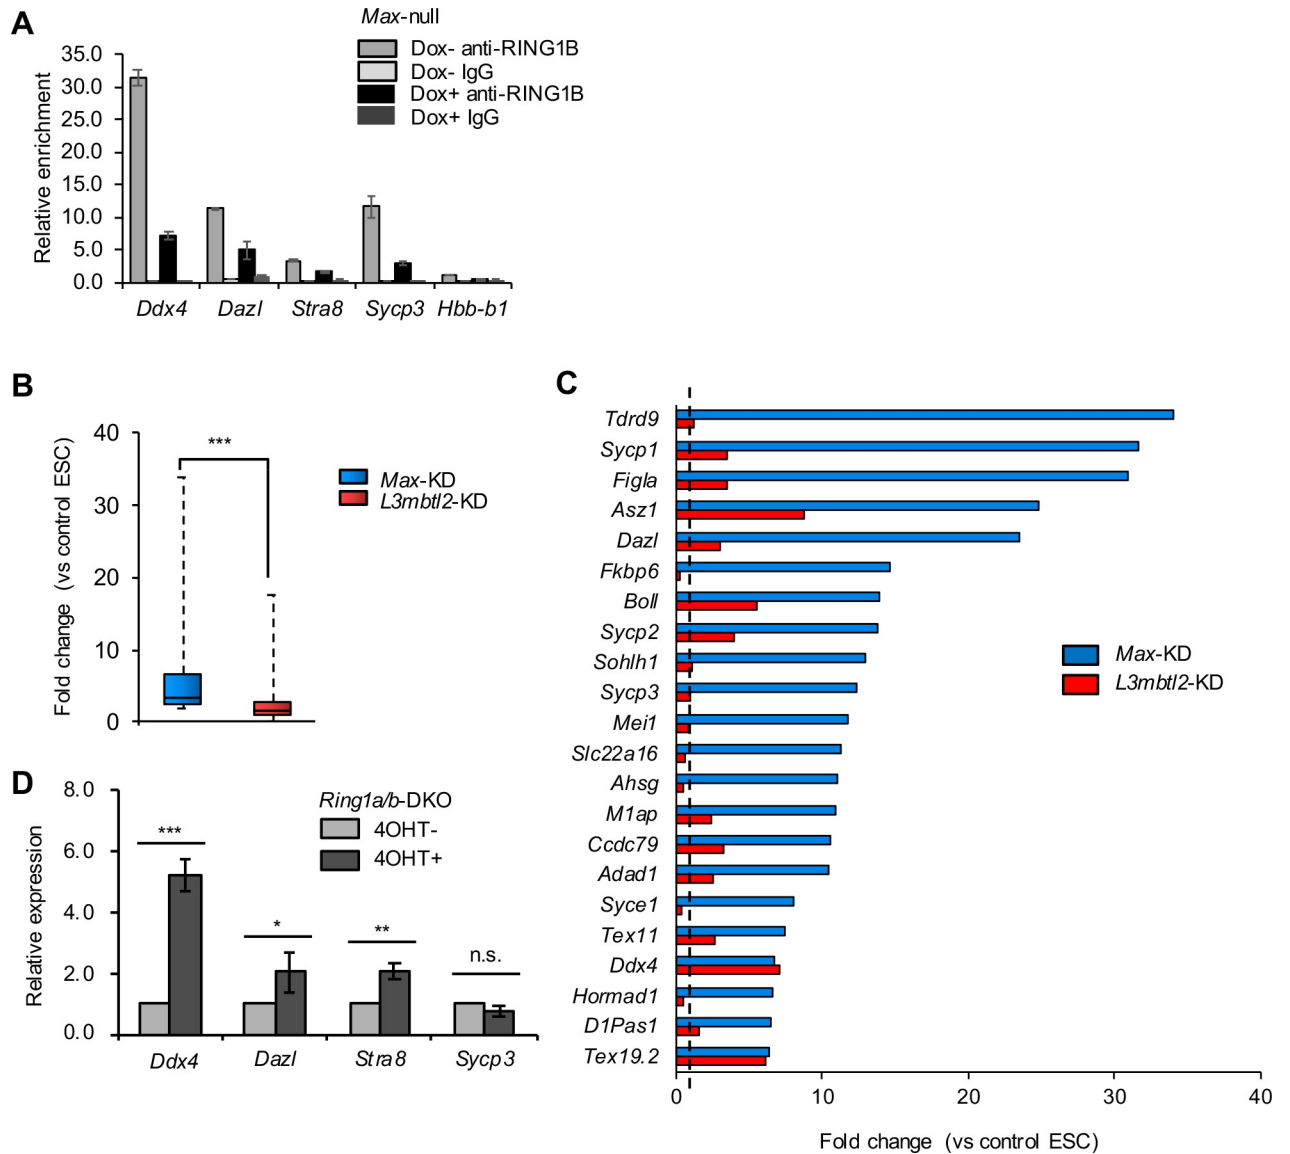 A
Max-null
Dox- anti-RING1B
Dox- IgG
Dox+ anti-RING1B
Dox+ IgG
Relative enrichment
35.0
30.0
25.0
20.0
15.0
10.0
5.0
0.0
Ddx4 Dazl Stra8 Sycp3 Hbb-b1
B
Fold change (vs control ESC)
40
30
20
10
0
***
Max-KD
L3mbtl2-KD
C
Tdrd9
Sycp1
Figla
Asz1
Dazl
Fkbp6
Boll
Sycp2
Sohlh1
Sycp3
Mei1
Slc22a16
Ahsg
M1ap
Ccdc79
Adad1
Syce1
Tex11
Ddx4
Hormad1
D1Pas1
Tex19.2
Max-KD
L3mbtl2-KD
0 10 20 30 40
Fold change (vs control ESC)
D
Ring1a/b-DKO
4OHT-
4OHT+
Relative expression
8.0
6.0
4.0
2.0
0.0
*** * ** n.s.
Ddx4 Dazl Stra8 Sycp3